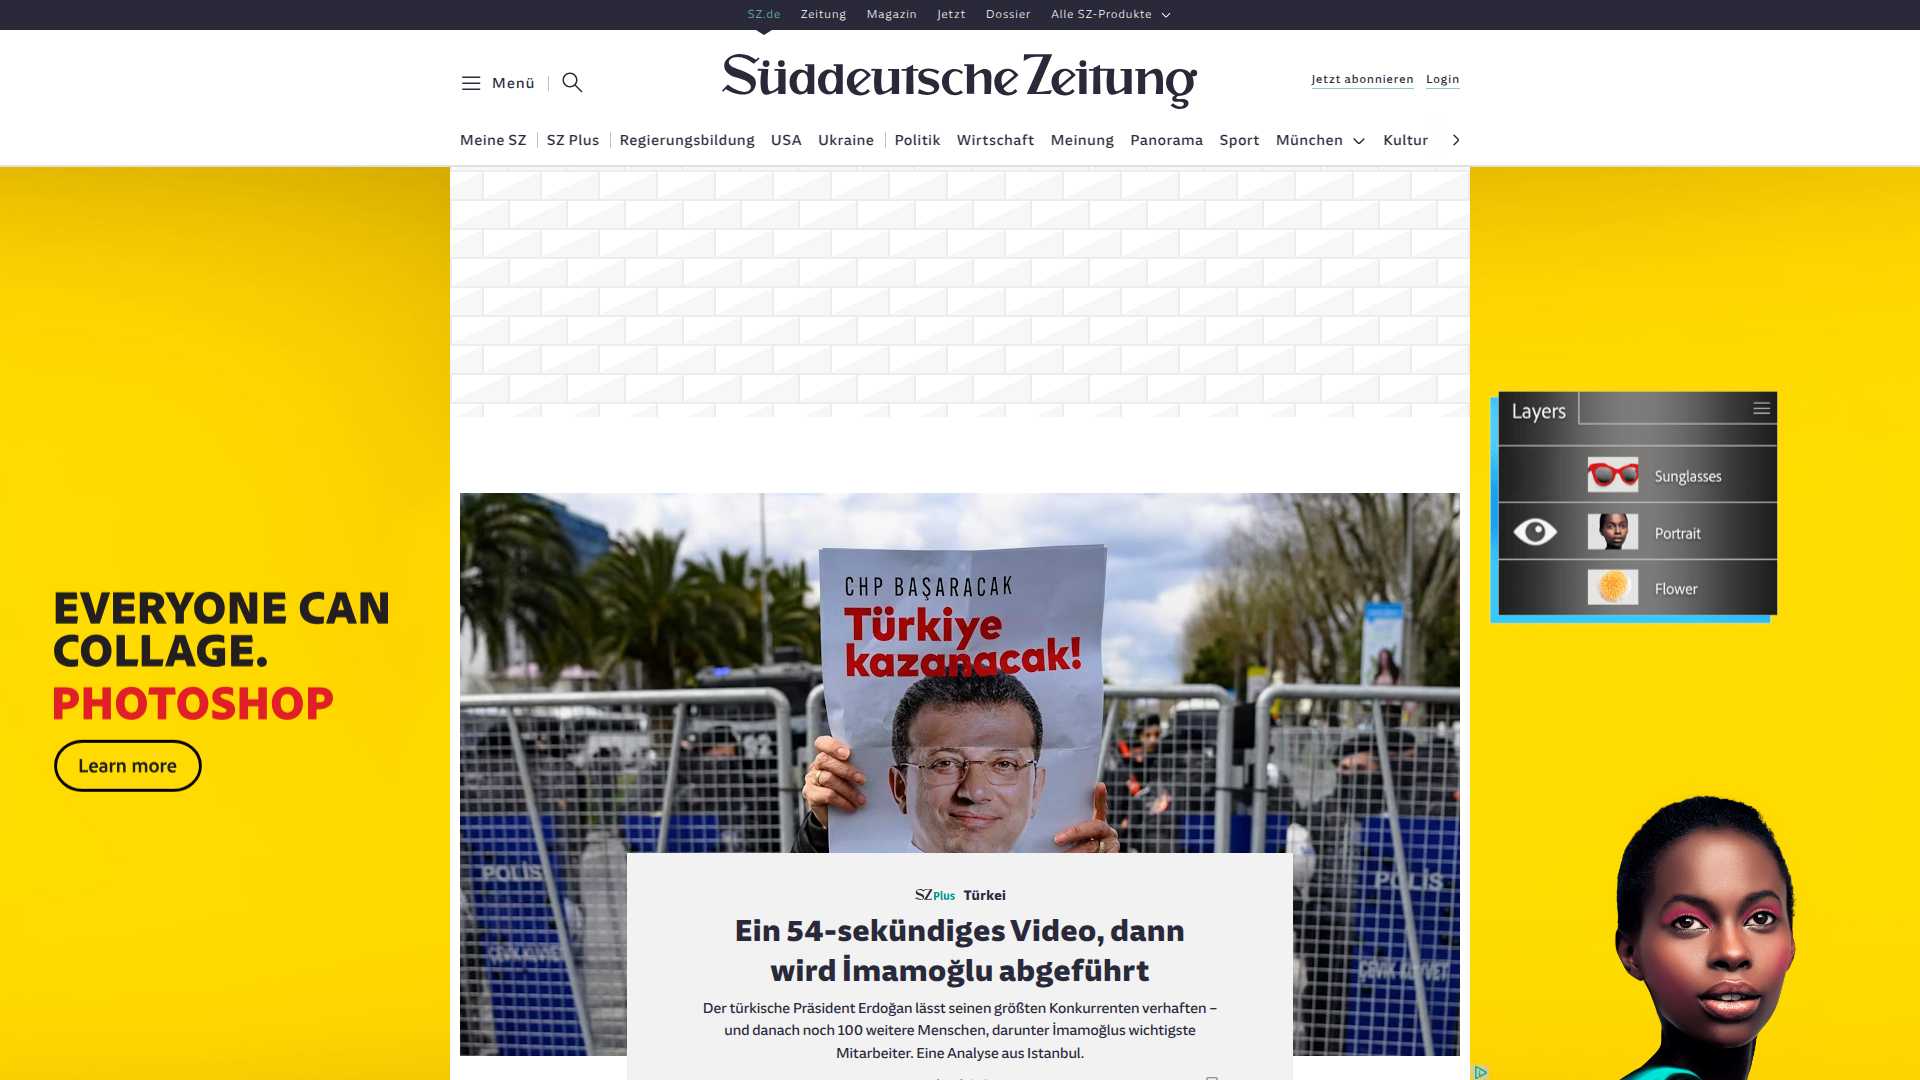 SZ.de Zeitung Magazin Jetzt Dossier Alle SZ-Produkte
Menü
Süddeutsche Zeitung
Jetzt abonnieren Login
Meine SZ SZ Plus Regierungsbildung USA Ukraine Politik Wirtschaft Meinung Panorama Sport München Kultur
EVERYONE CAN
COLLAGE.
PHOTOSHOP
Learn more
CHP BAŞARACAK
Türkiye
kazanacak!
POLİS
POLİS
ÇEVİK KUVVET
SZ Plus Türkei
Ein 54-sekündiges Video, dann
wird İmamoğlu abgeführt
Der türkische Präsident Erdoğan lässt seinen größten Konkurrenten verhaften –
und danach noch 100 weitere Menschen, darunter İmamoğlus wichtigste
Mitarbeiter. Eine Analyse aus Istanbul.
Layers
Sunglasses
Portrait
Flower